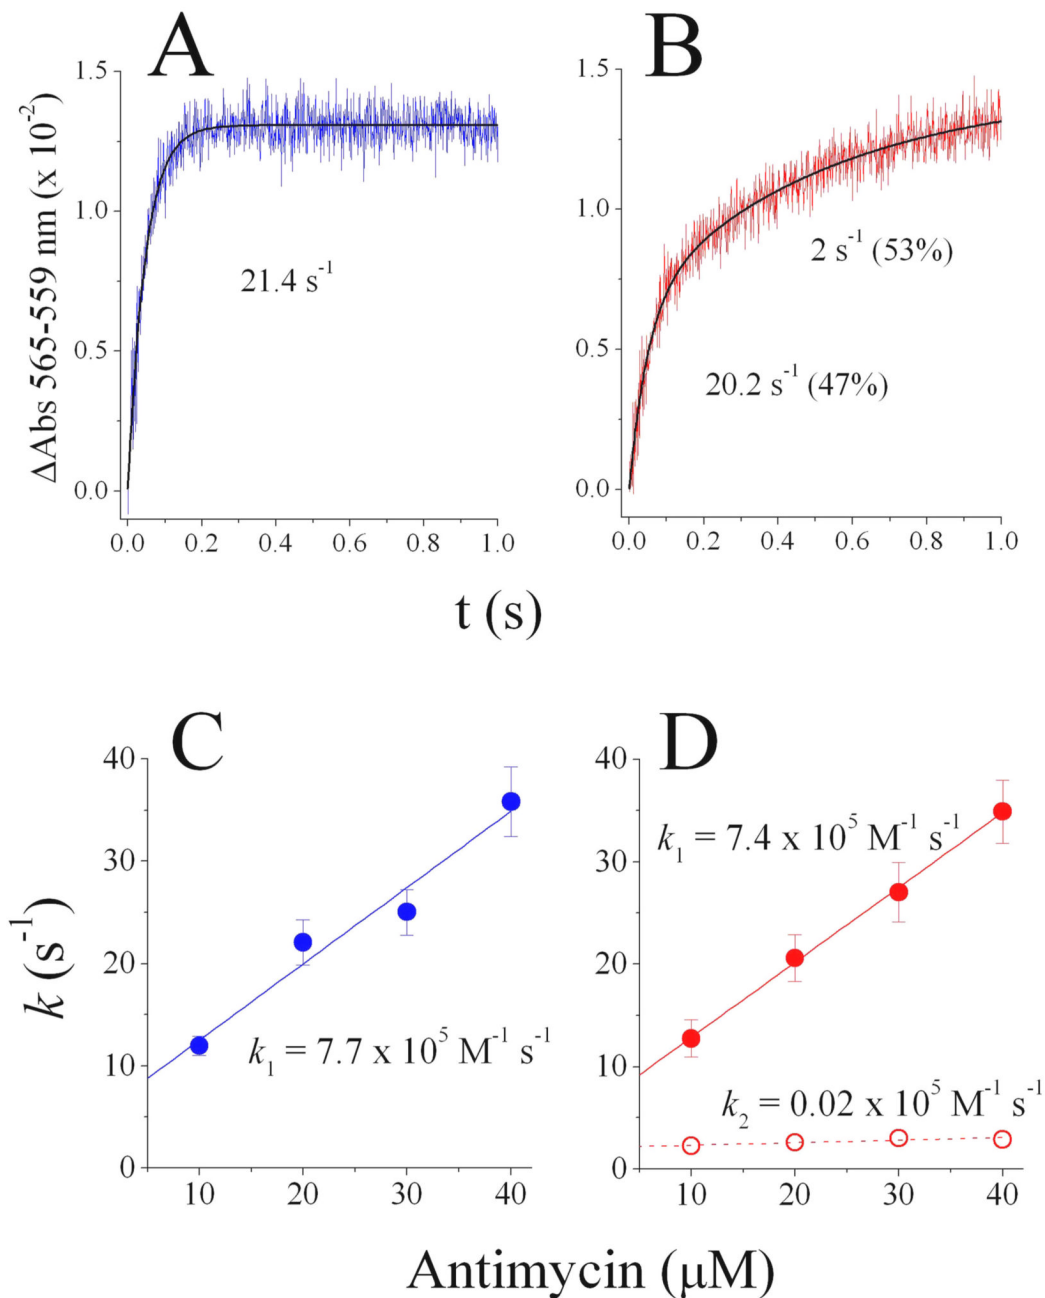 A
B
ΔAbs 565-559 nm (x 10⁻²)
1.5
1.0
0.5
0.0
0.0 0.2 0.4 0.6 0.8 1.0
21.4 s⁻¹
1.5
1.0
0.5
0.0
0.0 0.2 0.4 0.6 0.8 1.0
2 s⁻¹ (53%)
20.2 s⁻¹ (47%)
t (s)
C
D
k (s⁻¹)
40
30
20
10
0
10 20 30 40
k₁ = 7.7 x 10⁵ M⁻¹ s⁻¹
40
30
20
10
0
10 20 30 40
k₁ = 7.4 x 10⁵ M⁻¹ s⁻¹
k₂ = 0.02 x 10⁵ M⁻¹ s⁻¹
Antimycin (μM)